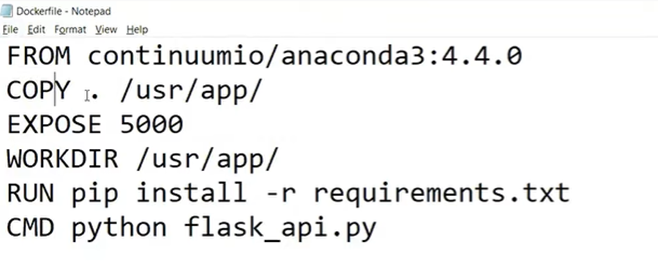 Dockerfile - Notepad
File Edit Format View Help
FROM continuumio/anaconda3:4.4.0
COPY . /usr/app/
EXPOSE 5000
WORKDIR /usr/app/
RUN pip install -r requirements.txt
CMD python flask_api.py